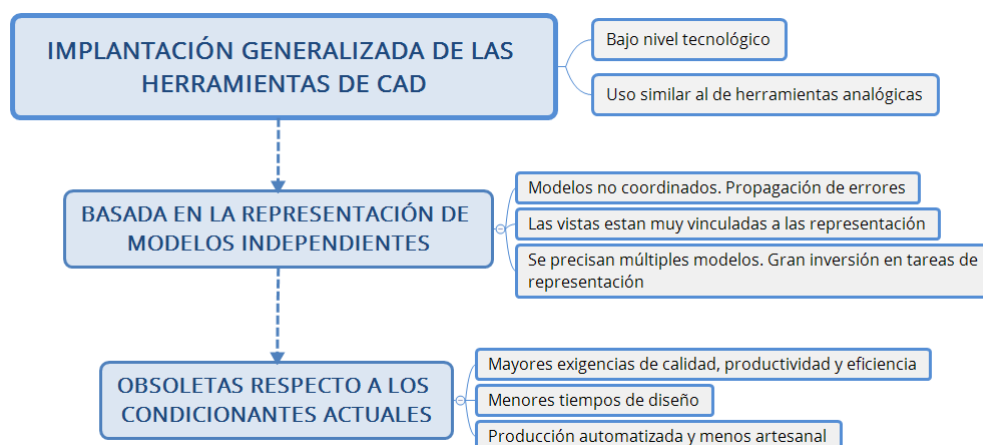 IMPLANTACIÓN GENERALIZADA DE LAS
HERRAMIENTAS DE CAD
Bajo nivel tecnológico
Uso similar al de herramientas analógicas
BASADA EN LA REPRESENTACIÓN DE
MODELOS INDEPENDIENTES
Modelos no coordinados. Propagación de errores
Las vistas estan muy vinculadas a las representación
Se precisan múltiples modelos. Gran inversión en tareas de
representación
OBSOLETAS RESPECTO A LOS
CONDICIONANTES ACTUALES
Mayores exigencias de calidad, productividad y eficiencia
Menores tiempos de diseño
Producción automatizada y menos artesanal